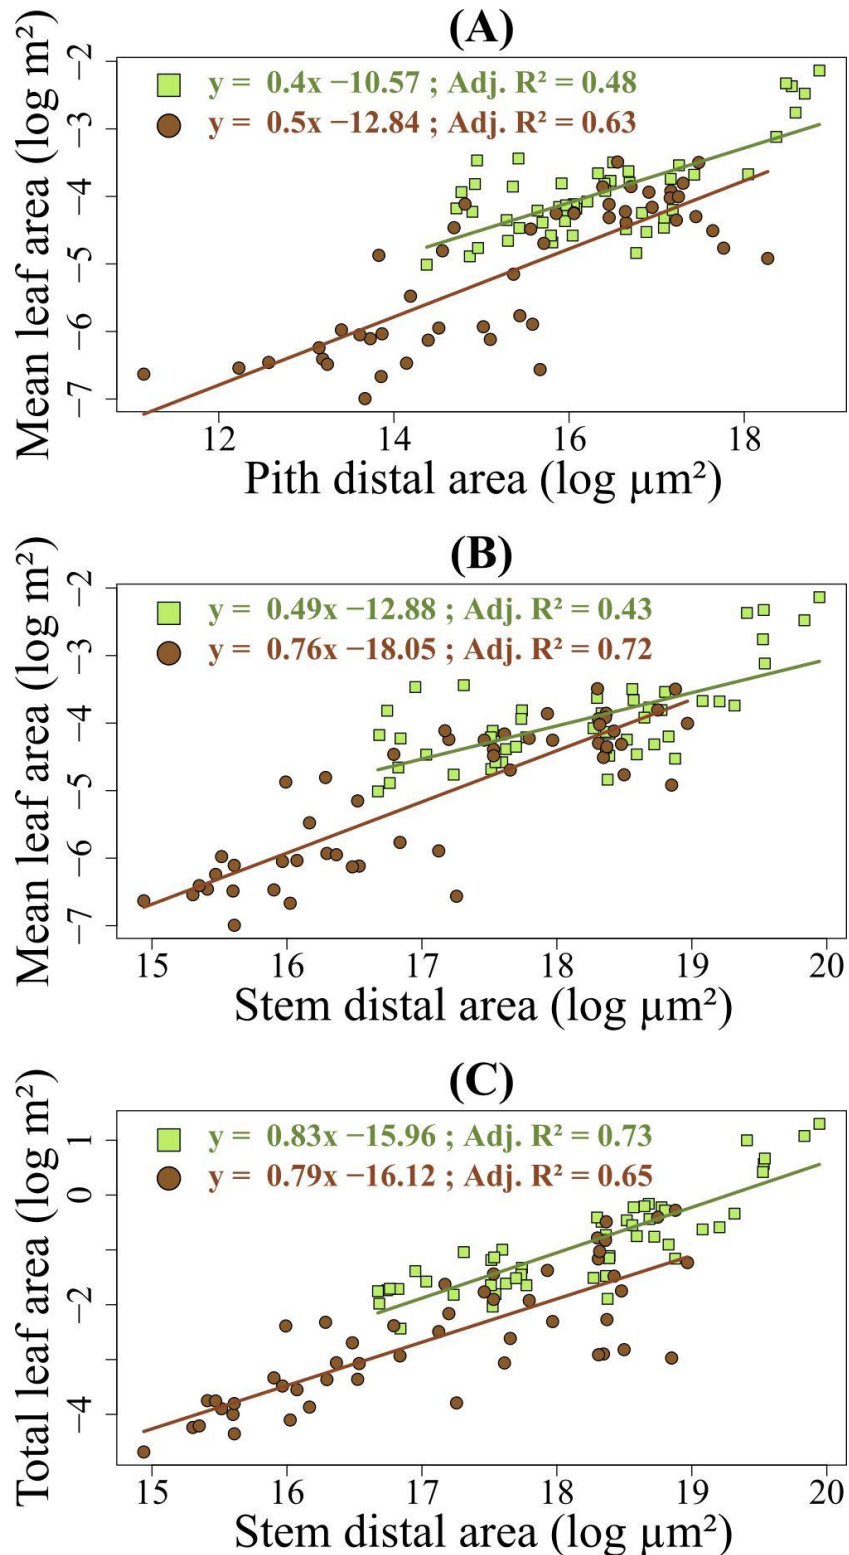 (A)
Mean leaf area (log m²)
−2
−3
−4
−5
−6
−7
y = 0.4x −10.57 ; Adj. R² = 0.48
y = 0.5x −12.84 ; Adj. R² = 0.63
12 14 16 18
Pith distal area (log µm²)
(B)
Mean leaf area (log m²)
−2
−3
−4
−5
−6
−7
y = 0.49x −12.88 ; Adj. R² = 0.43
y = 0.76x −18.05 ; Adj. R² = 0.72
15 16 17 18 19 20
Stem distal area (log µm²)
(C)
Total leaf area (log m²)
1
0
−2
−4
y = 0.83x −15.96 ; Adj. R² = 0.73
y = 0.79x −16.12 ; Adj. R² = 0.65
15 16 17 18 19 20
Stem distal area (log µm²)